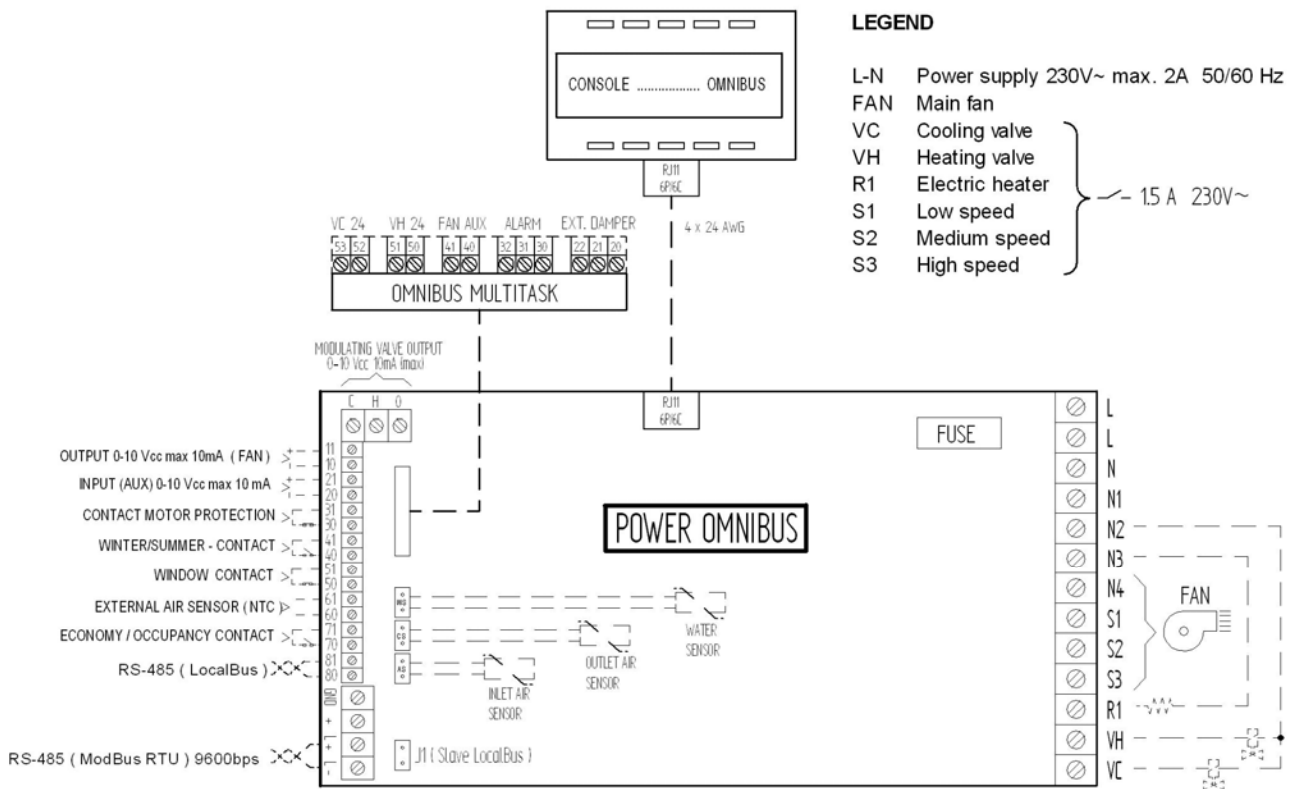 CONSOLE .................. OMNIBUS
RJ11
6P/6C
LEGEND
L-N Power supply 230V~ max. 2A 50/60 Hz
FAN Main fan
VC Cooling valve
VH Heating valve
R1 Electric heater
S1 Low speed
S2 Medium speed
S3 High speed
1.5 A 230V~
4 x 24 AWG
VC 24 VH 24 FAN AUX ALARM EXT. DAMPER
53 52 51 50 41 40 32 31 30 22 21 20
OMNIBUS MULTITASK
MODULATING VALVE OUTPUT
0-10 Vcc 10mA (max)
C H 0
RJ11
6P/6C
FUSE
POWER OMNIBUS
OUTPUT 0-10 Vcc max 10mA ( FAN )
+
-
11
10
INPUT (AUX) 0-10 Vcc max 10 mA
+
-
21
20
CONTACT MOTOR PROTECTION
31
30
WINTER/SUMMER - CONTACT
41
40
WINDOW CONTACT
51
50
EXTERNAL AIR SENSOR ( NTC )
61
60
ECONOMY / OCCUPANCY CONTACT
71
70
RS-485 ( LocalBus )
81
80
GND
+
RS-485 ( ModBus RTU ) 9600bps
+
-
WS
CS
AS
WATER
SENSOR
OUTLET AIR
SENSOR
INLET AIR
SENSOR
J1 ( Slave LocalBus )
L
L
N
N1
N2
N3
N4
S1
S2
S3
R1
VH
VC
FAN